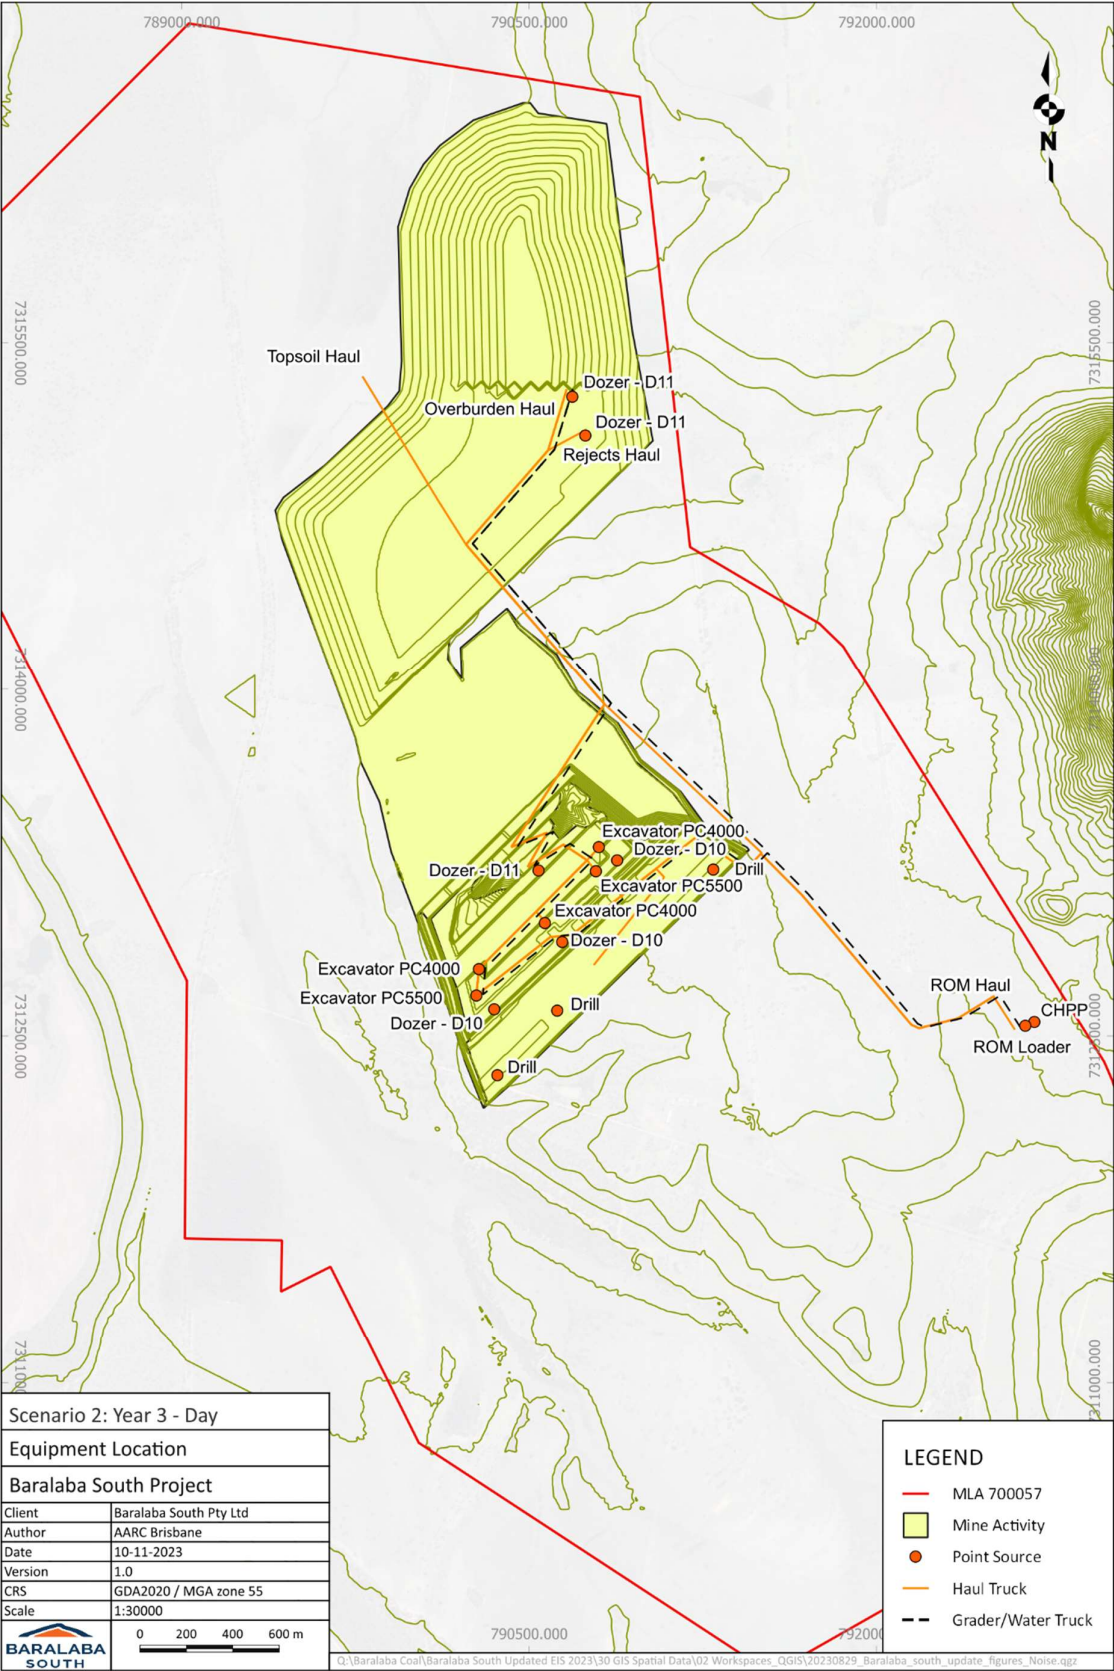 789000.000
790500.000
792000.000
N
7315500.000
7315500.000
Topsoil Haul
Dozer - D11
Overburden Haul
Dozer - D11
Rejects Haul
7314000.000
7314000.000
Excavator PC4000
Dozer - D10
Dozer - D11
Drill
Excavator PC5500
Excavator PC4000
Dozer - D10
Excavator PC4000
Excavator PC5500
Drill
Dozer - D10
ROM Haul
CHPP
ROM Loader
7312500.000
7312500.000
Drill
7311000.000
Scenario 2: Year 3 - Day
Equipment Location
Baralaba South Project
Client Baralaba South Pty Ltd
Author AARC Brisbane
Date 10-11-2023
Version 1.0
CRS GDA2020 / MGA zone 55
Scale 1:30000
BARALABA
SOUTH
0 200 400 600 m
LEGEND
MLA 700057
Mine Activity
Point Source
Haul Truck
Grader/Water Truck
790500.000
Q:\Baralaba Coal\Baralaba South Updated EIS 2023\30 GIS Spatial Data\02 Workspaces_QGIS\20230829_Baralaba_south_update_figures_Noise.qgz